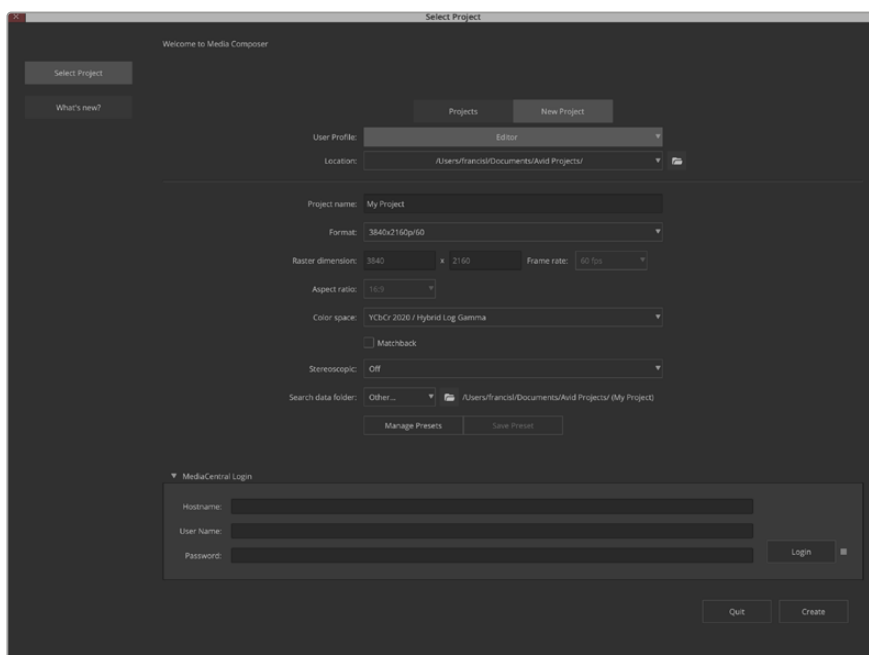 Select Project
Welcome to Media Composer
Select Project
What's new?
Projects New Project
User Profile: Editor
Location: /Users/francisl/Documents/Avid Projects/
Project name: My Project
Format: 3840x2160p/60
Raster dimension: 3840 x 2160 Frame rate: 60 fps
Aspect ratio: 16:9
Color space: YCbCr 2020 / Hybrid Log Gamma
Matchback
Stereoscopic: Off
Search data folder: Other... /Users/francisl/Documents/Avid Projects/ (My Project)
Manage Presets Save Preset
MediaCentral Login
Hostname:
User Name:
Password:
Login
Quit Create